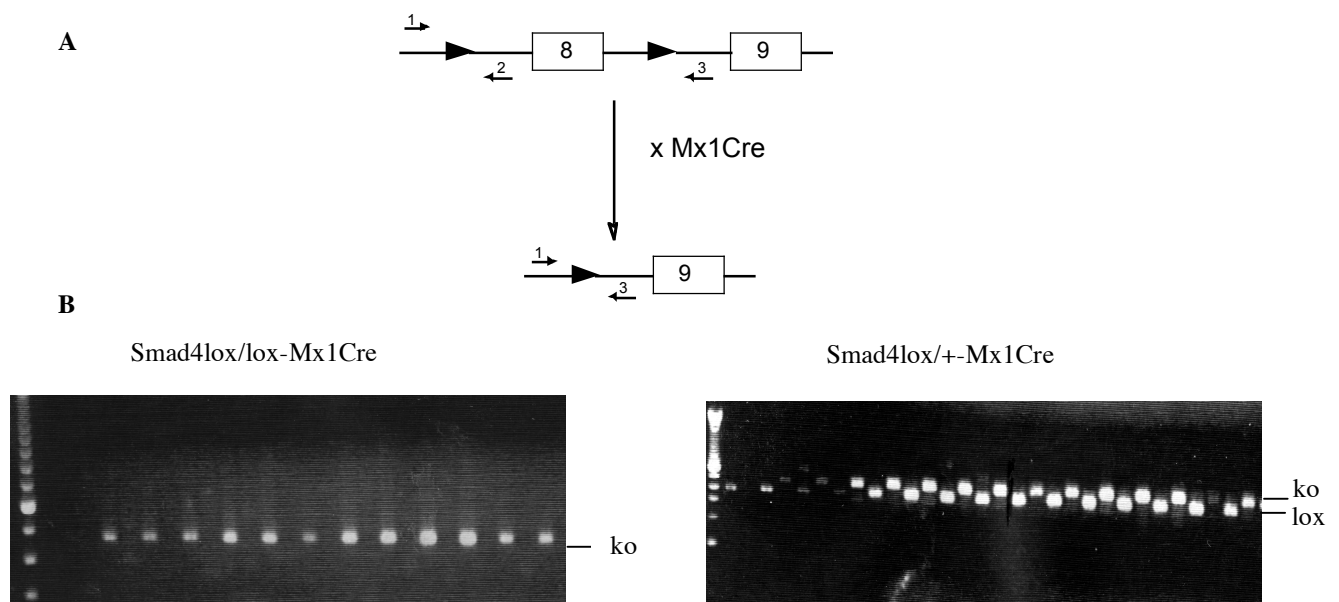 A
1
8
9
2
3
x Mx1Cre
1
9
3
B
Smad4lox/lox-Mx1Cre
Smad4lox/+-Mx1Cre
ko
ko
lox